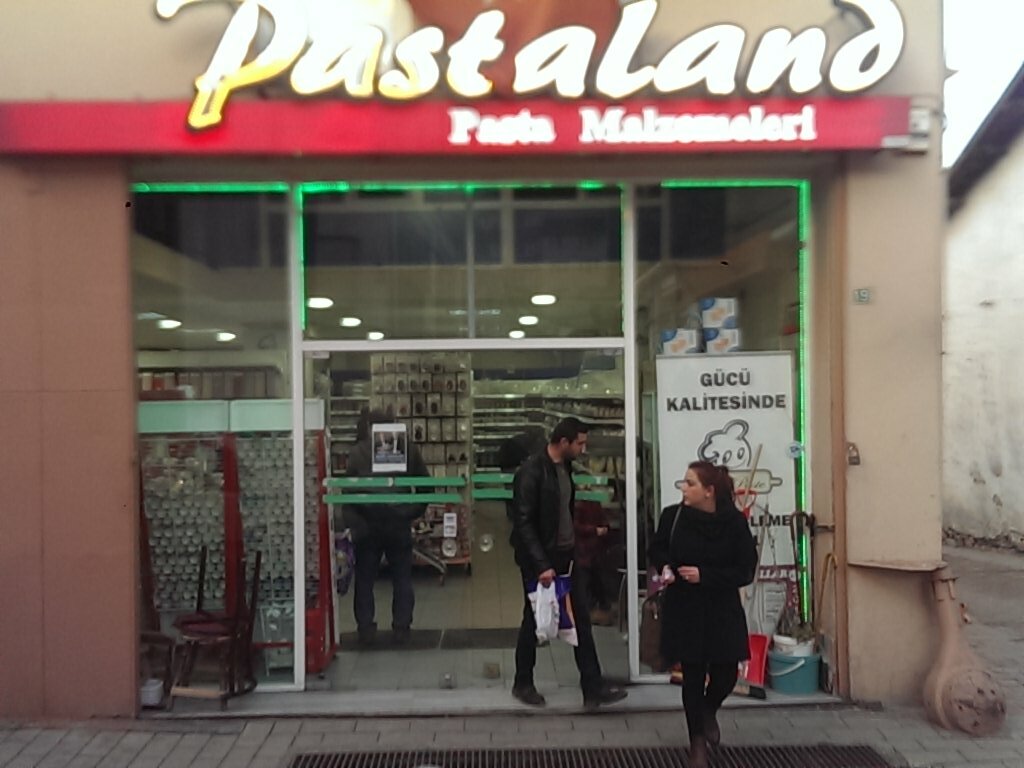 Pastaland
Pasta Malzemeleri
19
GÜCÜ
KALİTESİNDE